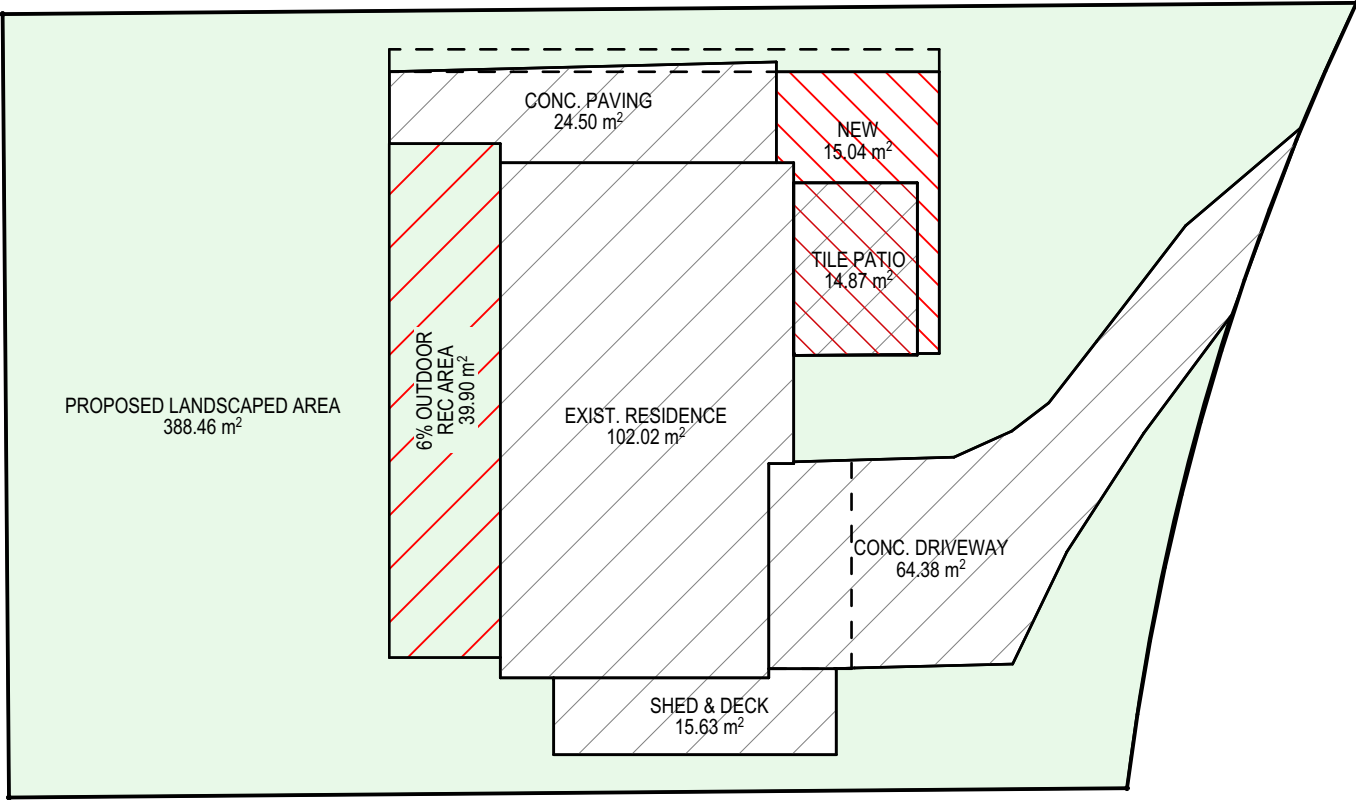 CONC. PAVING
24.50 m²
NEW
15.04 m²
TILE PATIO
14.87 m²
6% OUTDOOR
REC AREA
39.90 m²
PROPOSED LANDSCAPED AREA
388.46 m²
EXIST. RESIDENCE
102.02 m²
CONC. DRIVEWAY
64.38 m²
SHED & DECK
15.63 m²